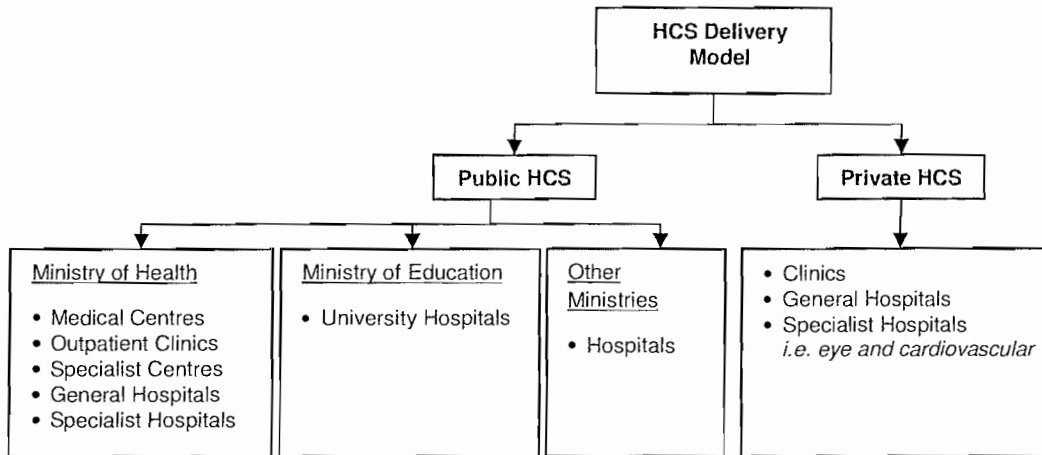 HCS Delivery
Model
Public HCS
Private HCS
Ministry of Health
• Medical Centres
• Outpatient Clinics
• Specialist Centres
• General Hospitals
• Specialist Hospitals
Ministry of Education
• University Hospitals
Other
Ministries
• Hospitals
• Clinics
• General Hospitals
• Specialist Hospitals
i.e. eye and cardiovascular